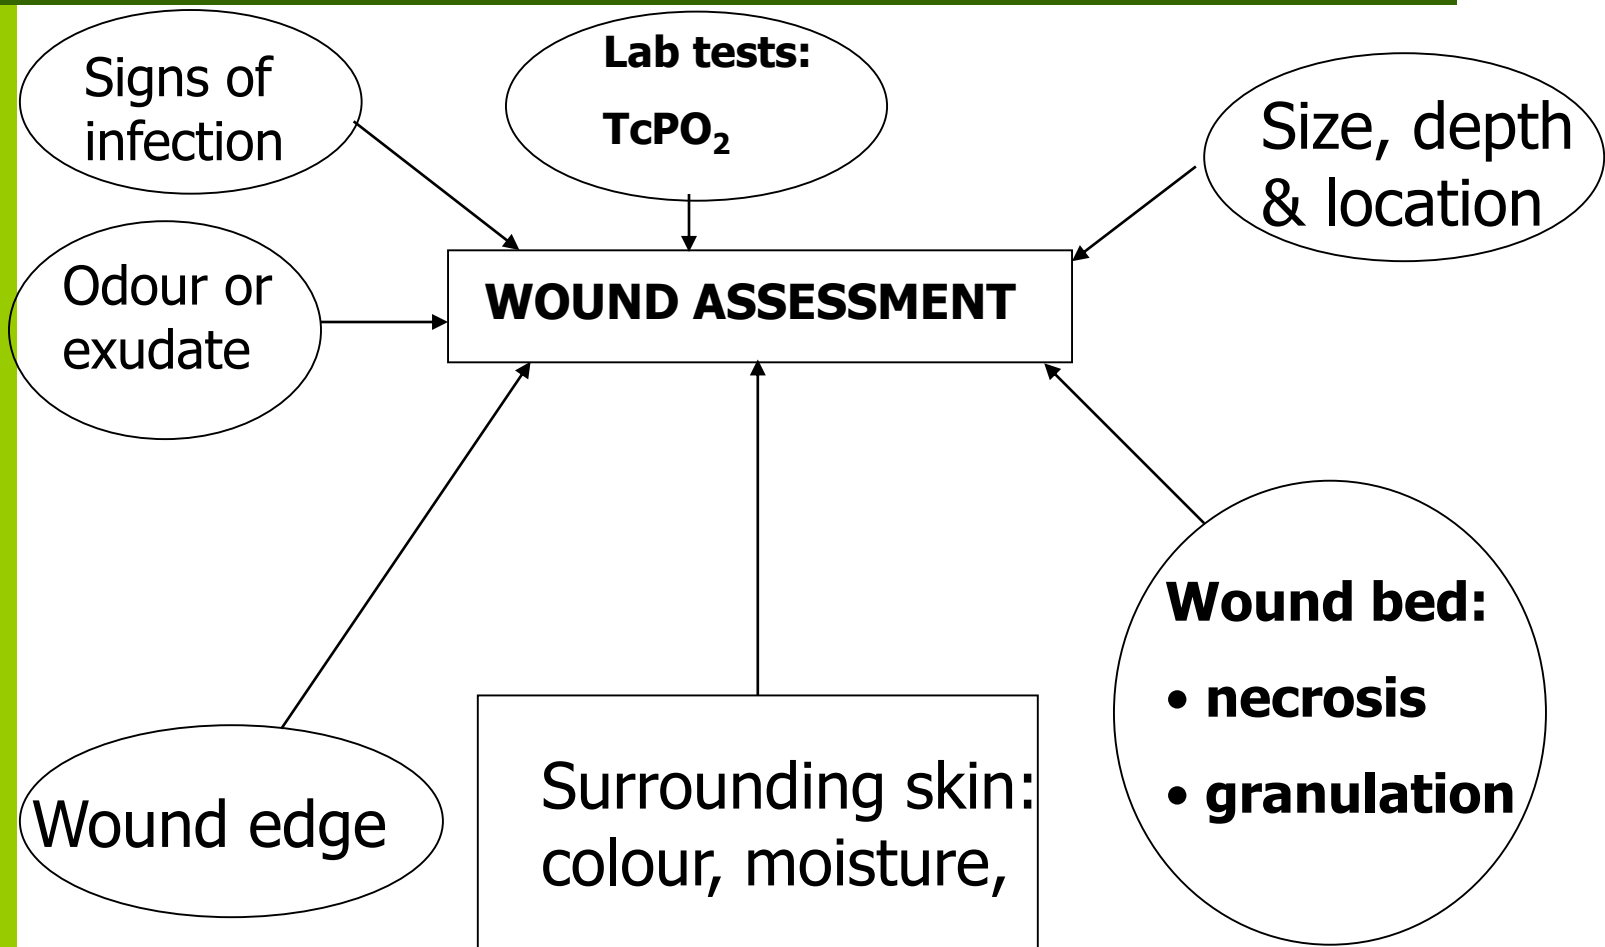 Signs of
infection
Lab tests:
TcPO₂
Size, depth
& location
Odour or
exudate
WOUND ASSESSMENT
Wound bed:
• necrosis
• granulation
Wound edge
Surrounding skin:
colour, moisture,